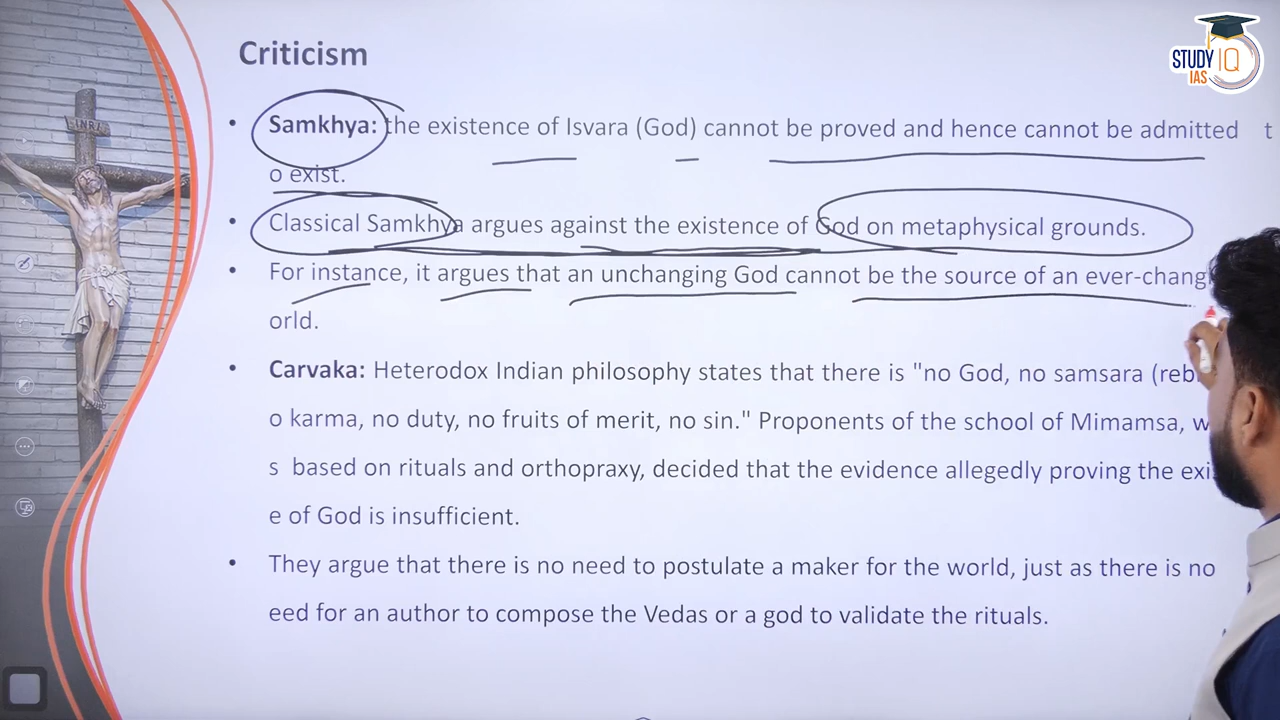 STUDY IQ
IAS
Criticism
INRI
• Samkhya: the existence of Isvara (God) cannot be proved and hence cannot be admitted t
o exist.
• Classical Samkhya argues against the existence of God on metaphysical grounds.
• For instance, it argues that an unchanging God cannot be the source of an ever-chang
orld.
• Carvaka: Heterodox Indian philosophy states that there is "no God, no samsara (reb
o karma, no duty, no fruits of merit, no sin." Proponents of the school of Mimamsa, w
s based on rituals and orthopraxy, decided that the evidence allegedly proving the exi
e of God is insufficient.
• They argue that there is no need to postulate a maker for the world, just as there is no
eed for an author to compose the Vedas or a god to validate the rituals.